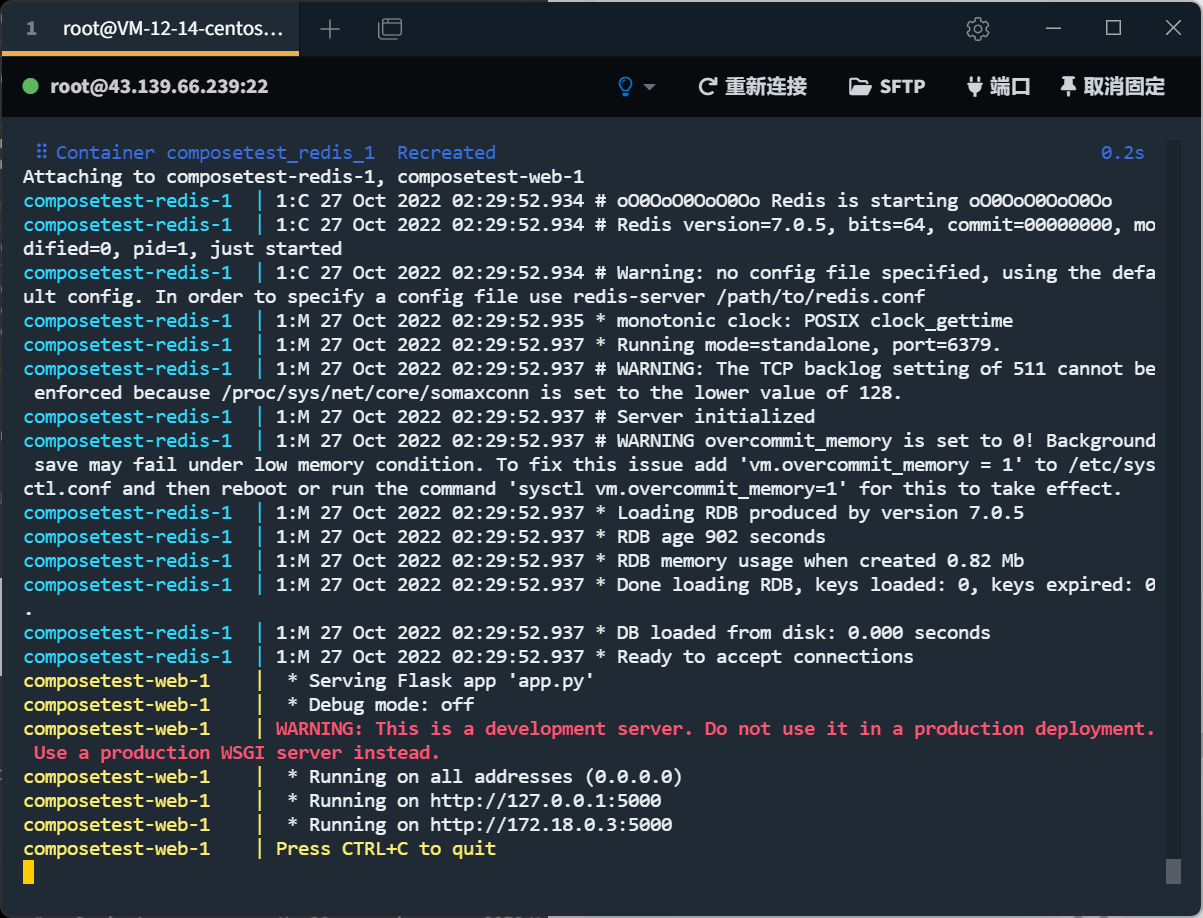 1 root@VM-12-14-centos...
root@43.139.66.239:22 重新连接 SFTP 端口 取消固定
⠿ Container composetest_redis_1 Recreated 0.2s
Attaching to composetest-redis-1, composetest-web-1
composetest-redis-1 | 1:C 27 Oct 2022 02:29:52.934 # oO0OoO0OoO0Oo Redis is starting oO0OoO0OoO0Oo
composetest-redis-1 | 1:C 27 Oct 2022 02:29:52.934 # Redis version=7.0.5, bits=64, commit=00000000, mo
dified=0, pid=1, just started
composetest-redis-1 | 1:C 27 Oct 2022 02:29:52.934 # Warning: no config file specified, using the defa
ult config. In order to specify a config file use redis-server /path/to/redis.conf
composetest-redis-1 | 1:M 27 Oct 2022 02:29:52.935 * monotonic clock: POSIX clock_gettime
composetest-redis-1 | 1:M 27 Oct 2022 02:29:52.937 * Running mode=standalone, port=6379.
composetest-redis-1 | 1:M 27 Oct 2022 02:29:52.937 # WARNING: The TCP backlog setting of 511 cannot be
enforced because /proc/sys/net/core/somaxconn is set to the lower value of 128.
composetest-redis-1 | 1:M 27 Oct 2022 02:29:52.937 # Server initialized
composetest-redis-1 | 1:M 27 Oct 2022 02:29:52.937 # WARNING overcommit_memory is set to 0! Background
save may fail under low memory condition. To fix this issue add 'vm.overcommit_memory = 1' to /etc/sys
ctl.conf and then reboot or run the command 'sysctl vm.overcommit_memory=1' for this to take effect.
composetest-redis-1 | 1:M 27 Oct 2022 02:29:52.937 * Loading RDB produced by version 7.0.5
composetest-redis-1 | 1:M 27 Oct 2022 02:29:52.937 * RDB age 902 seconds
composetest-redis-1 | 1:M 27 Oct 2022 02:29:52.937 * RDB memory usage when created 0.82 Mb
composetest-redis-1 | 1:M 27 Oct 2022 02:29:52.937 * Done loading RDB, keys loaded: 0, keys expired: 0
.
composetest-redis-1 | 1:M 27 Oct 2022 02:29:52.937 * DB loaded from disk: 0.000 seconds
composetest-redis-1 | 1:M 27 Oct 2022 02:29:52.937 * Ready to accept connections
composetest-web-1 | * Serving Flask app 'app.py'
composetest-web-1 | * Debug mode: off
composetest-web-1 | WARNING: This is a development server. Do not use it in a production deployment.
Use a production WSGI server instead.
composetest-web-1 | * Running on all addresses (0.0.0.0)
composetest-web-1 | * Running on http://127.0.0.1:5000
composetest-web-1 | * Running on http://172.18.0.3:5000
composetest-web-1 | Press CTRL+C to quit